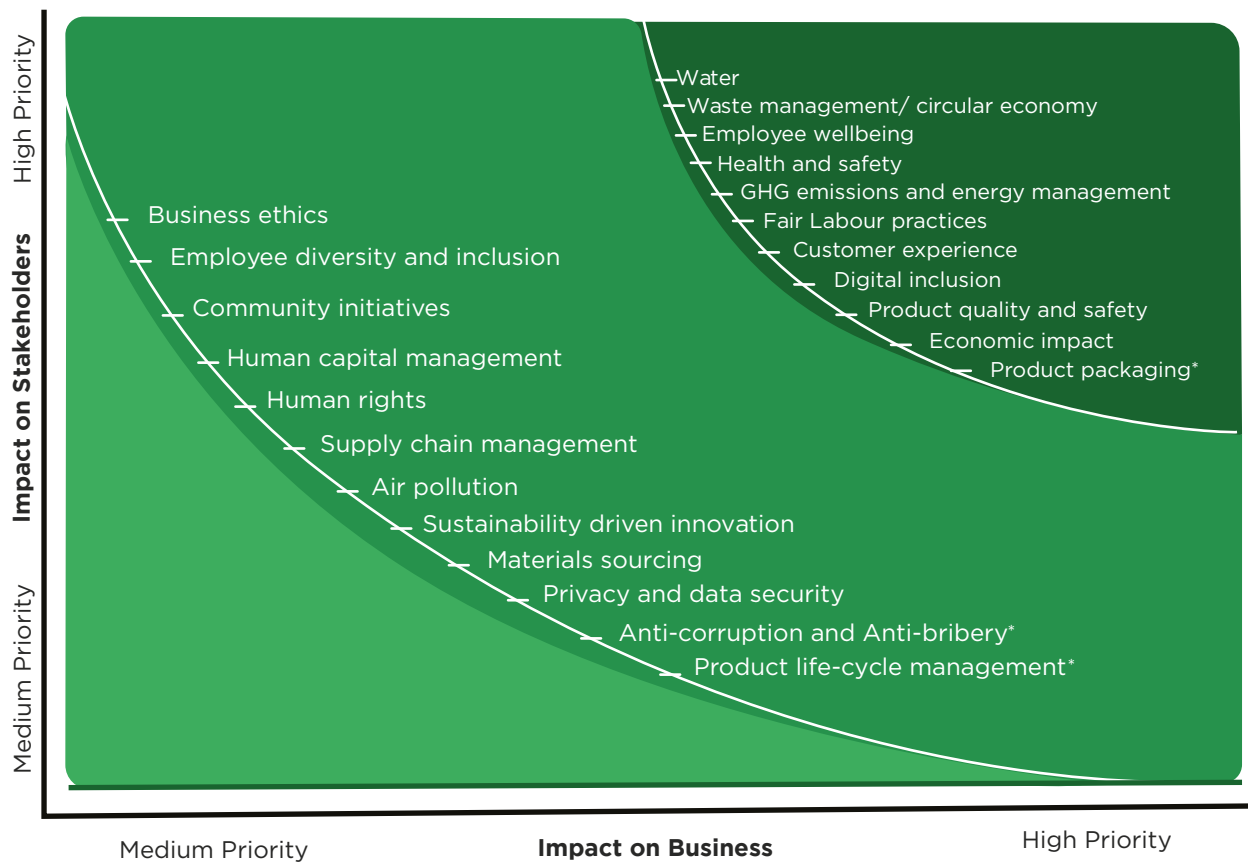 High Priority
Impact on Stakeholders
Medium Priority
Water
Waste management/ circular economy
Employee wellbeing
Health and safety
GHG emissions and energy management
Fair Labour practices
Customer experience
Digital inclusion
Product quality and safety
Economic impact
Product packaging*
Business ethics
Employee diversity and inclusion
Community initiatives
Human capital management
Human rights
Supply chain management
Air pollution
Sustainability driven innovation
Materials sourcing
Privacy and data security
Anti-corruption and Anti-bribery*
Product life-cycle management*
Medium Priority
Impact on Business
High Priority